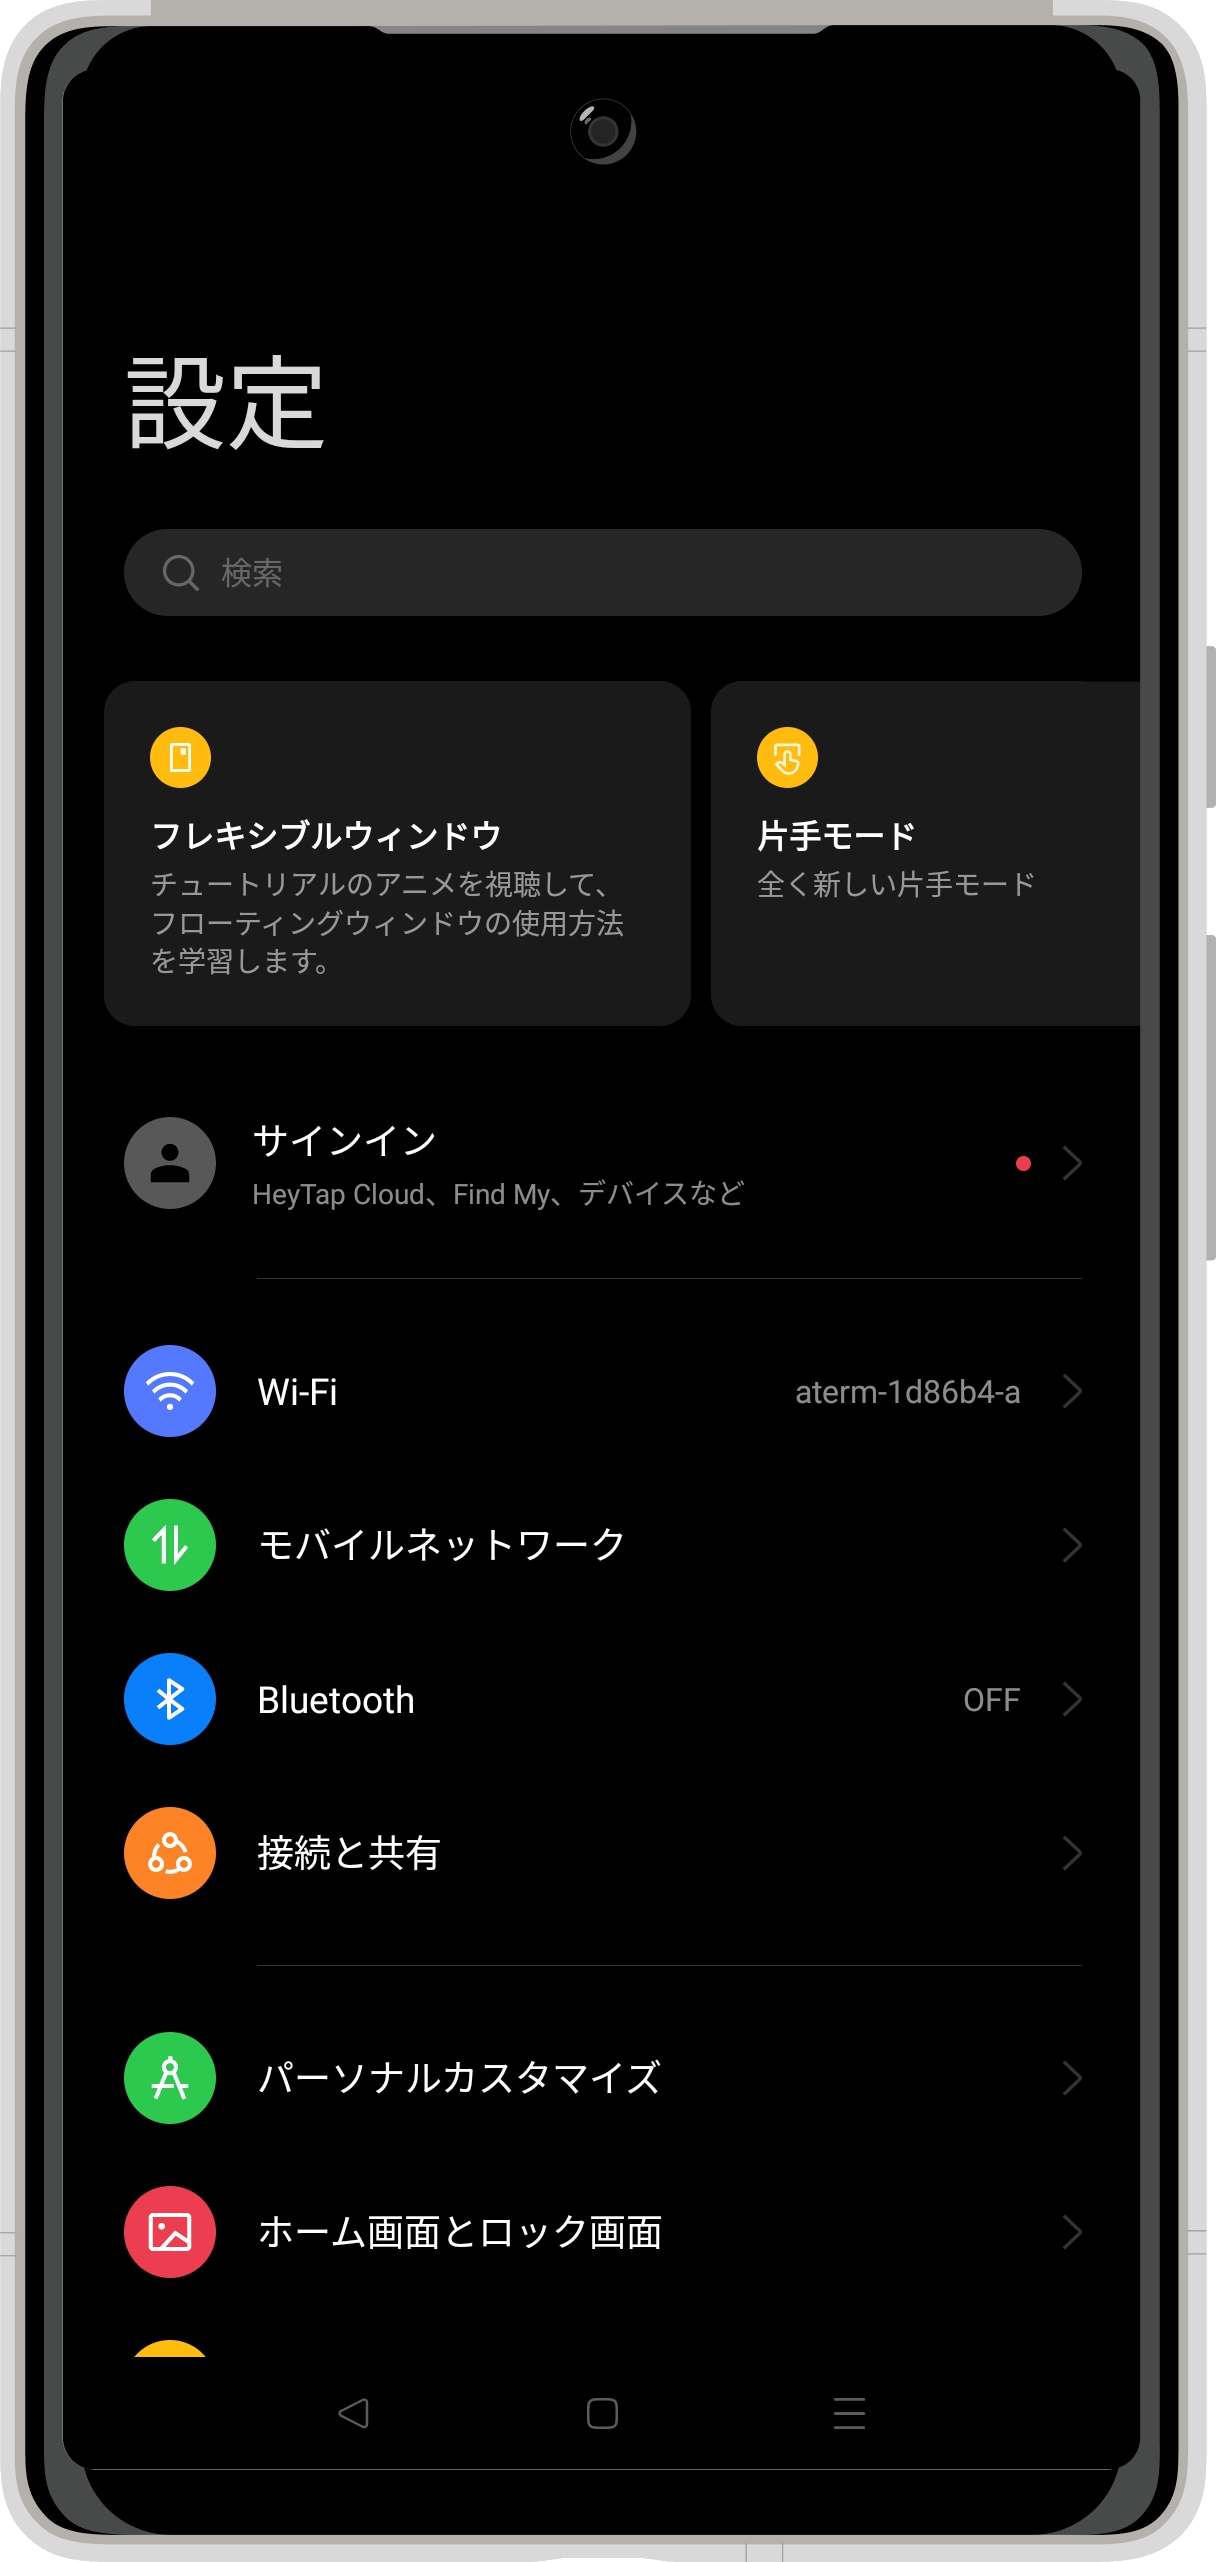 設定
検索
フレキシブルウィンドウ
チュートリアルのアニメを視聴して、
フローティングウィンドウの使用方法
を学習します。
片手モード
全く新しい片手モード
サインイン
HeyTap Cloud、Find My、デバイスなど
Wi-Fi aterm-1d86b4-a
モバイルネットワーク
Bluetooth OFF
接続と共有
パーソナルカスタマイズ
ホーム画面とロック画面